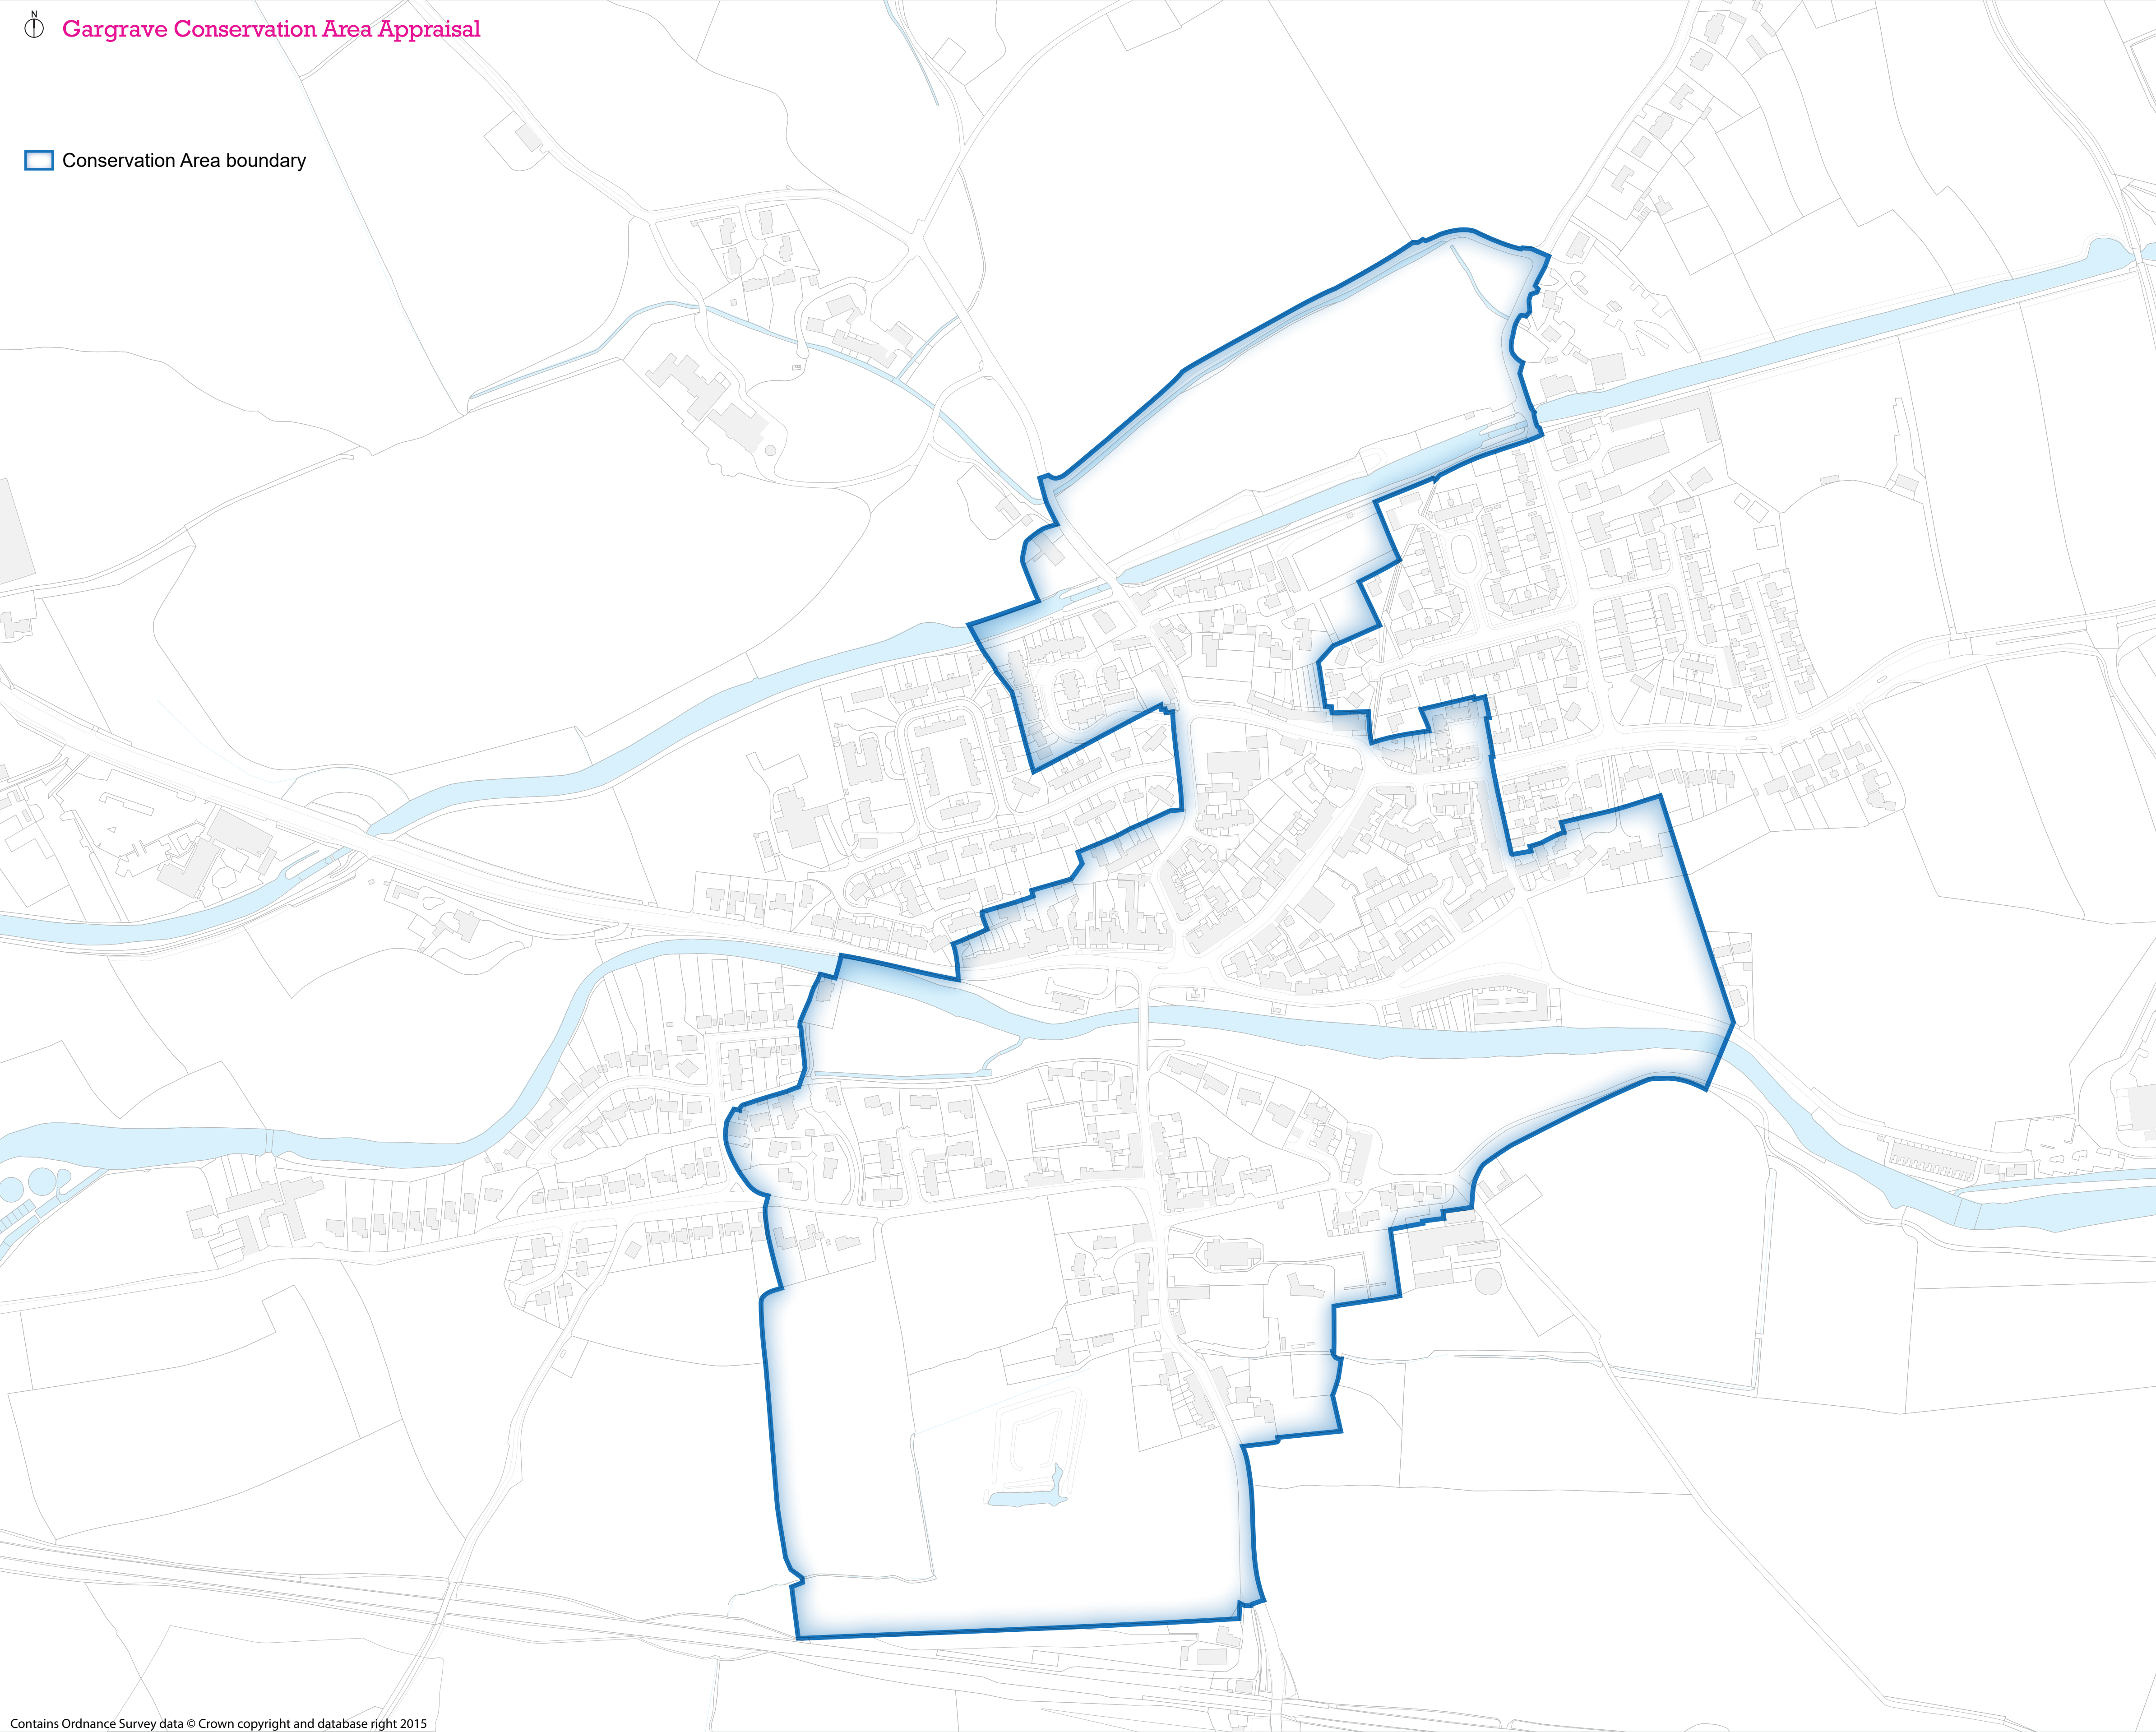 N
Gargrave Conservation Area Appraisal
Conservation Area boundary
Contains Ordnance Survey data © Crown copyright and database right 2015